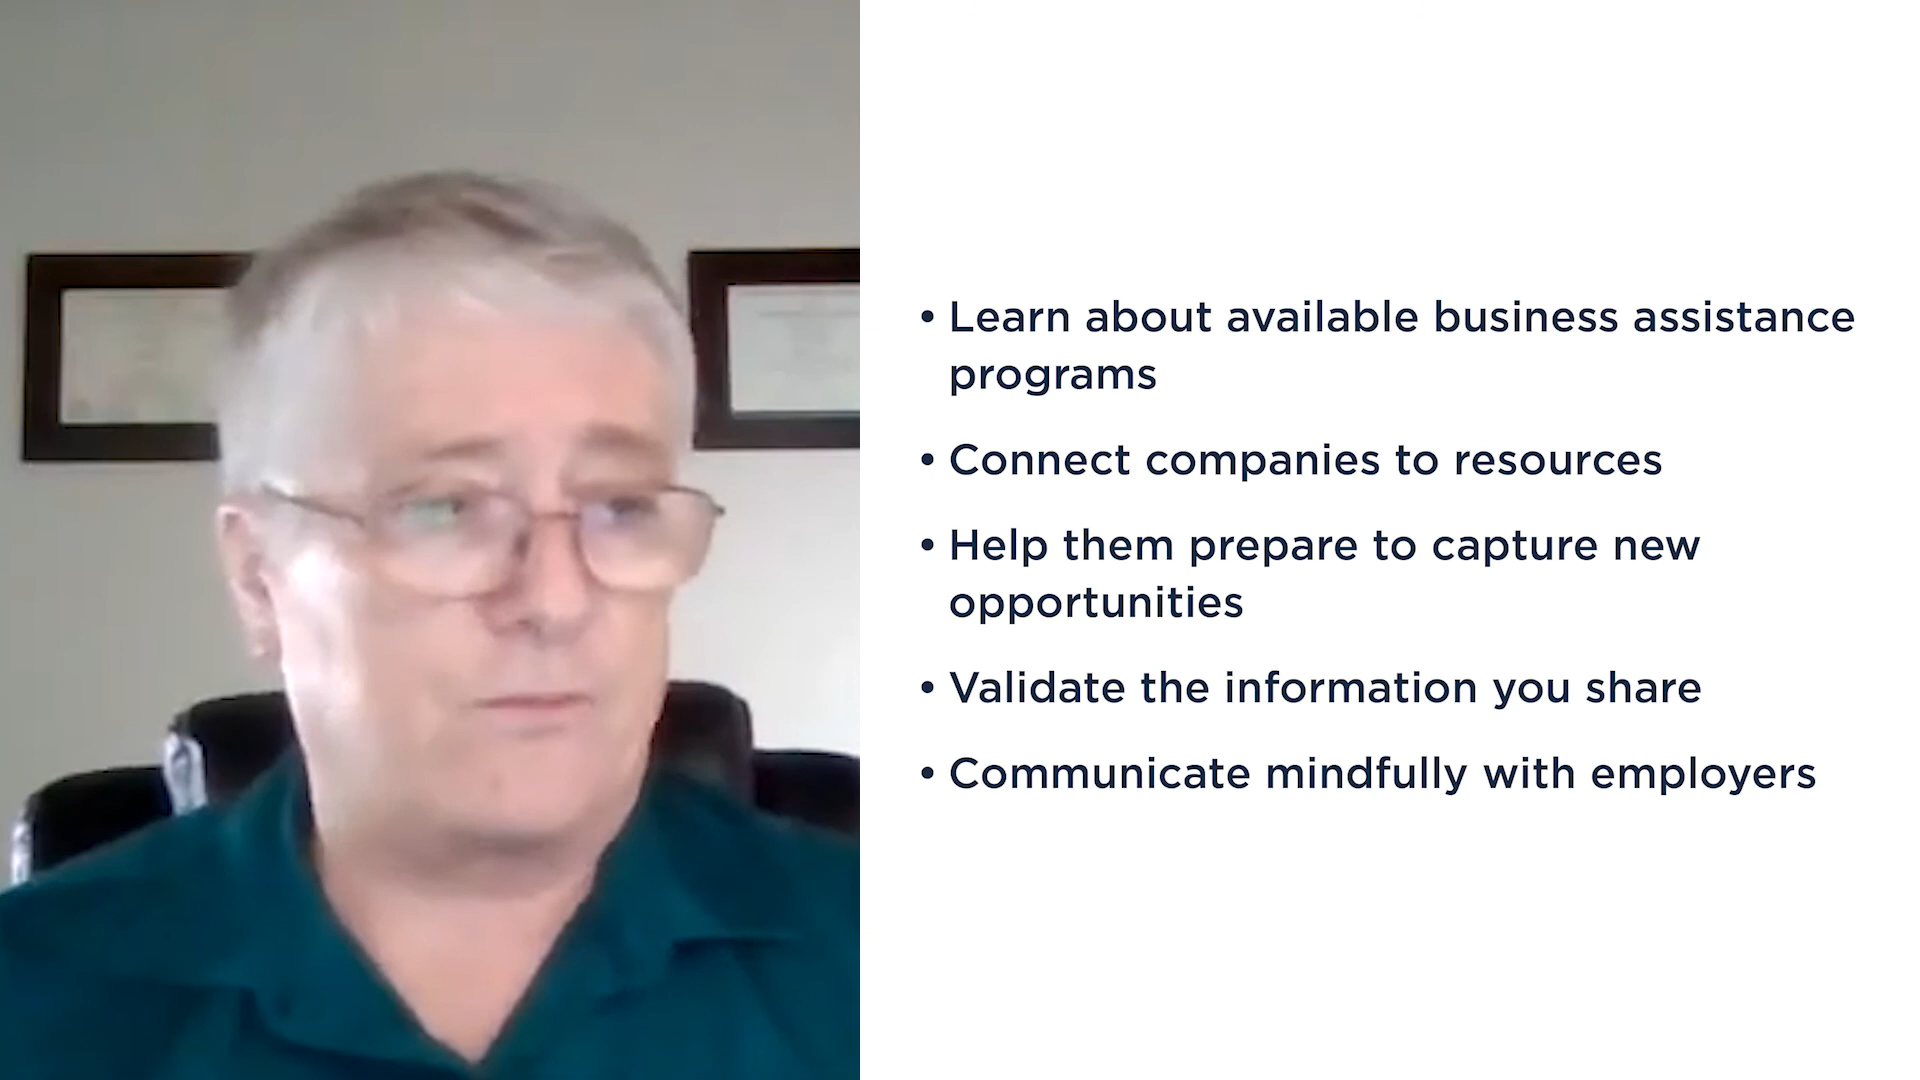 • Learn about available business assistance
programs
• Connect companies to resources
• Help them prepare to capture new
opportunities
• Validate the information you share
• Communicate mindfully with employers